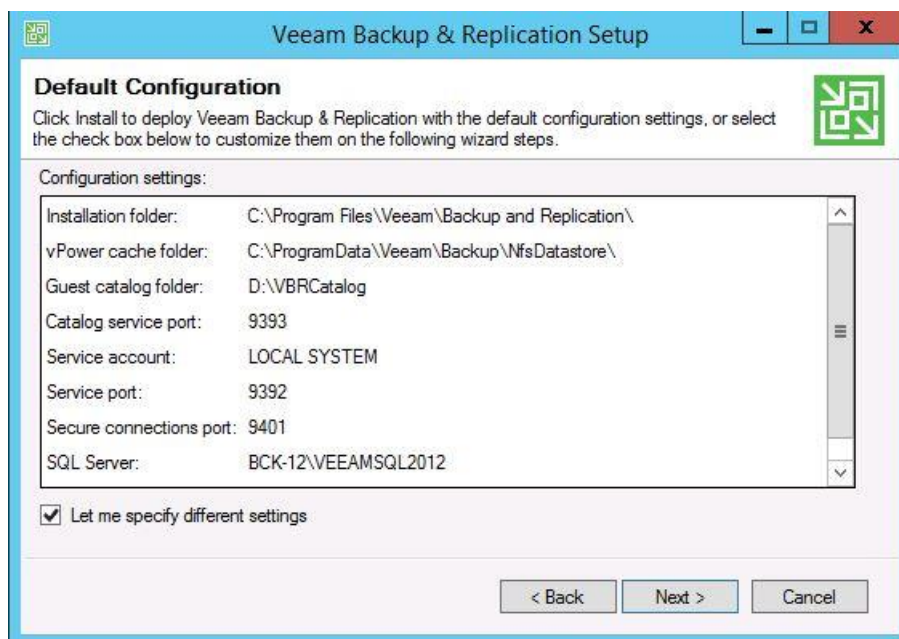 Veeam Backup & Replication Setup
Default Configuration
Click Install to deploy Veeam Backup & Replication with the default configuration settings, or select
the check box below to customize them on the following wizard steps.
Configuration settings:
Installation folder: C:\Program Files\Veeam\Backup and Replication\
vPower cache folder: C:\ProgramData\Veeam\Backup\NfsDatastore\
Guest catalog folder: D:\VBRCatalog
Catalog service port: 9393
Service account: LOCAL SYSTEM
Service port: 9392
Secure connections port: 9401
SQL Server: BCK-12\VEEAMSQL2012
Let me specify different settings
< Back Next > Cancel